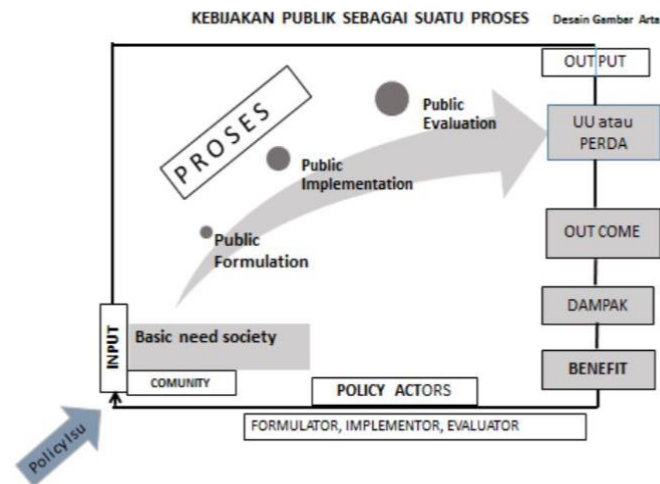 KEBIJAKAN PUBLIK SEBAGAI SUATU PROSES
Desain Gambar Arta
OUTPUT
PROSES
Public
Evaluation
UU atau
PERDA
Public
Implementation
Public
Formulation
OUT COME
INPUT
Basic need society
DAMPAK
COMUNITY
POLICY ACTORS
BENEFIT
FORMULATOR, IMPLEMENTOR, EVALUATOR
Policy Isu